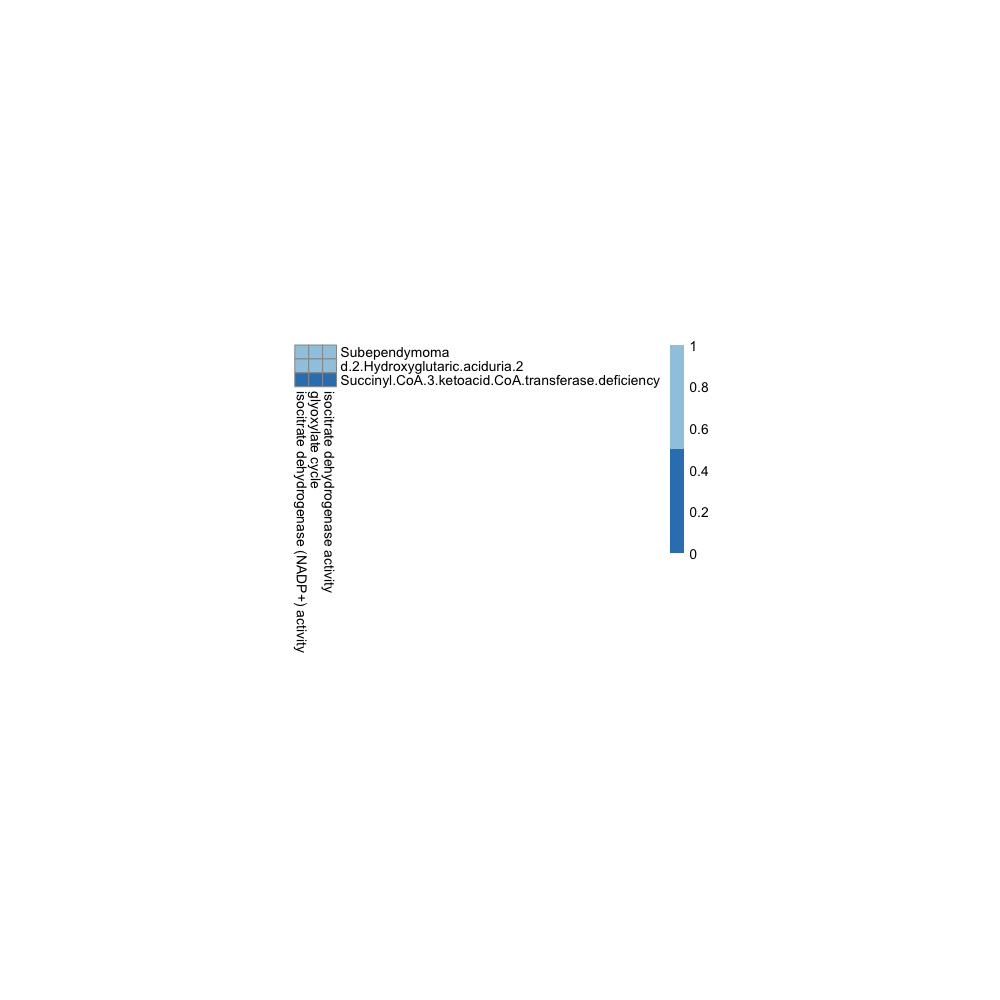 Subependymoma
d.2.Hydroxyglutaric.aciduria.2
Succinyl.CoA.3.ketoacid.CoA.transferase.deficiency
isocitrate dehydrogenase (NADP+) activity
glyoxylate cycle
isocitrate dehydrogenase activity
1
0.8
0.6
0.4
0.2
0